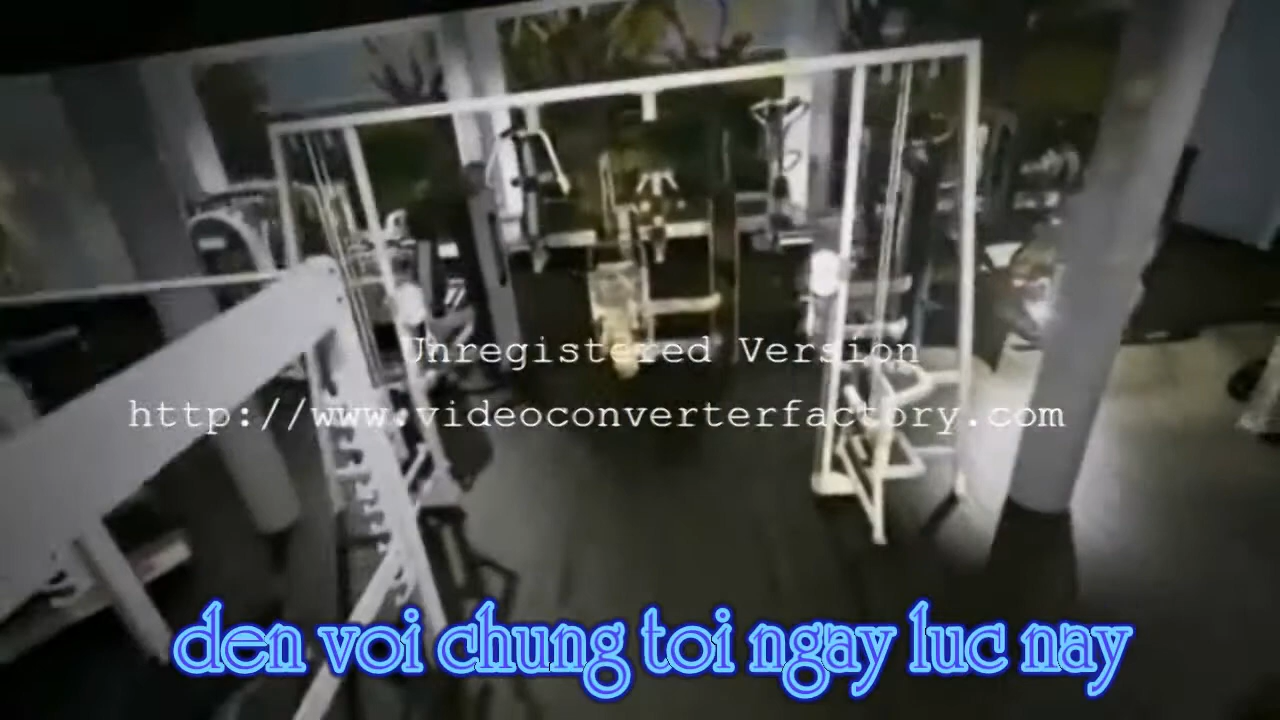 Unregistered Version
http://www.videoconverterfactory.com
den voi chung toi ngay luc nay